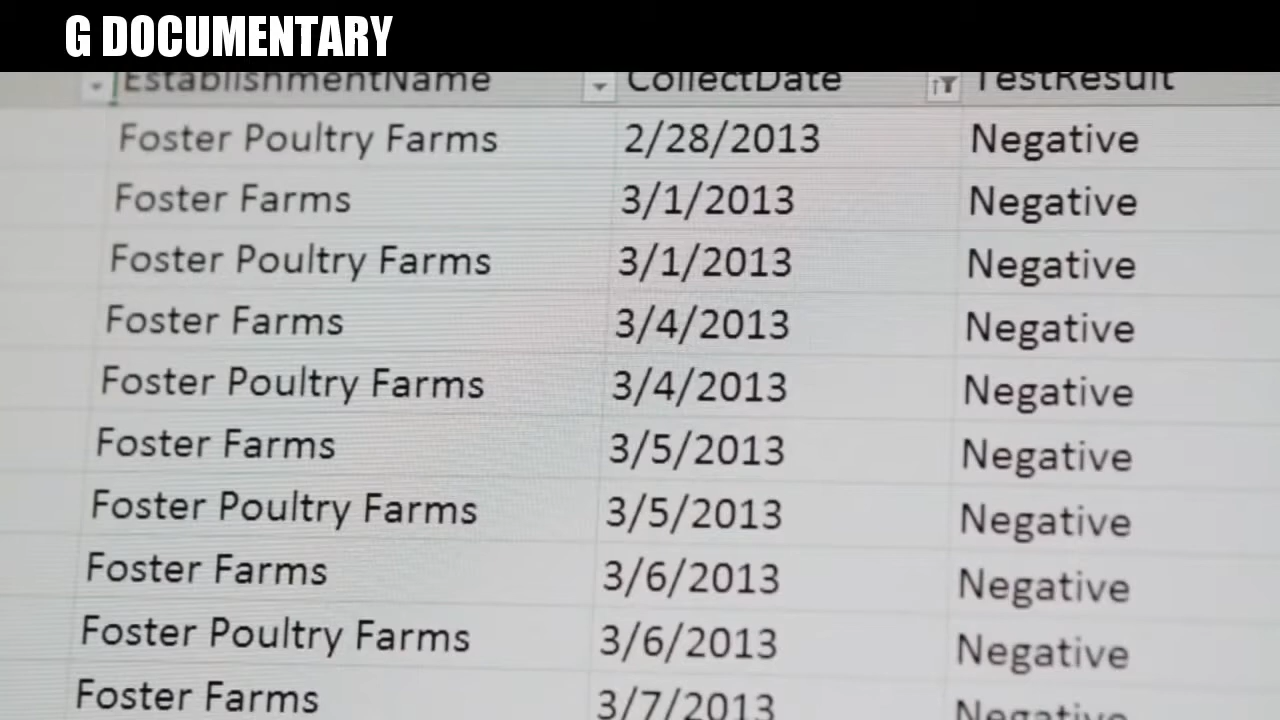 G DOCUMENTARY
EstablishmentName CollectDate TestResult
Foster Poultry Farms 2/28/2013 Negative
Foster Farms 3/1/2013 Negative
Foster Poultry Farms 3/1/2013 Negative
Foster Farms 3/4/2013 Negative
Foster Poultry Farms 3/4/2013 Negative
Foster Farms 3/5/2013 Negative
Foster Poultry Farms 3/5/2013 Negative
Foster Farms 3/6/2013 Negative
Foster Poultry Farms 3/6/2013 Negative
Foster Farms 3/7/2013 Negative